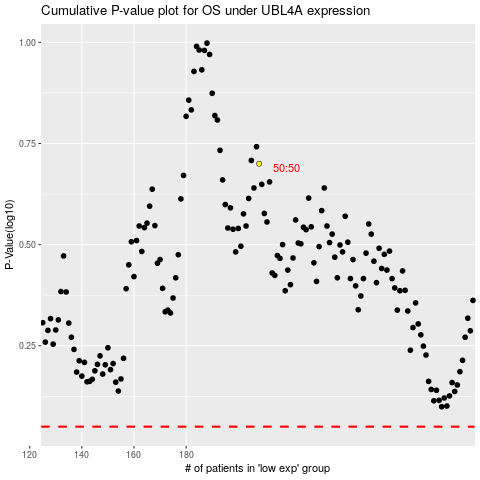 Cumulative P-value plot for OS under UBL4A expression
1.00
0.75
0.50
0.25
50:50
P-Value(log10)
120 140 160 180
# of patients in 'low exp' group